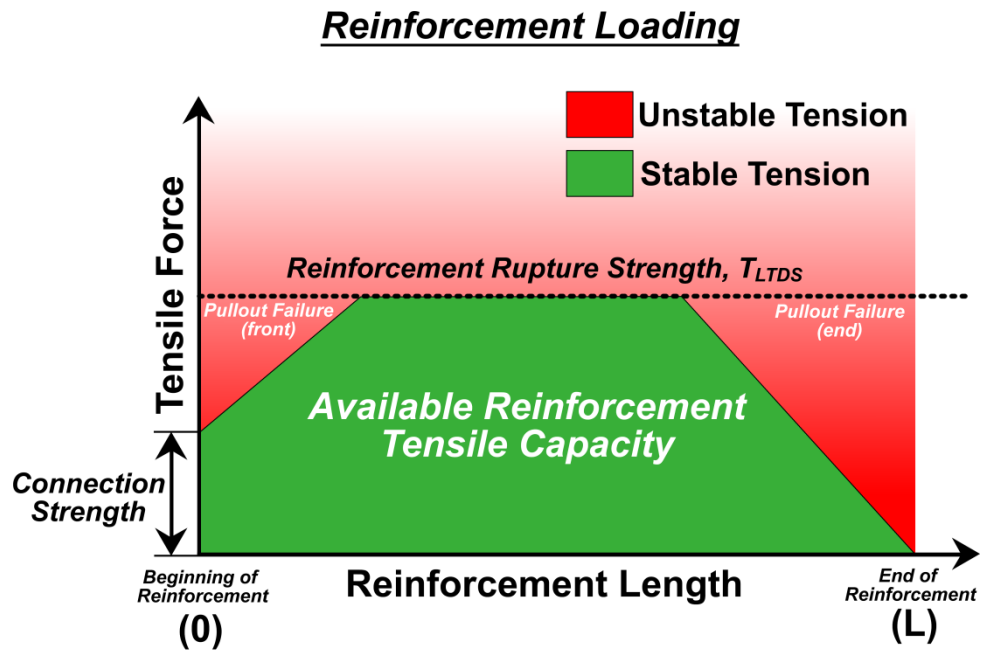 Reinforcement Loading
Unstable Tension
Stable Tension
Tensile Force
Reinforcement Rupture Strength, TLTDS
Pullout Failure
(front)
Pullout Failure
(end)
Available Reinforcement
Tensile Capacity
Connection
Strength
Beginning of
Reinforcement
(0)
Reinforcement Length
End of
Reinforcement
(L)